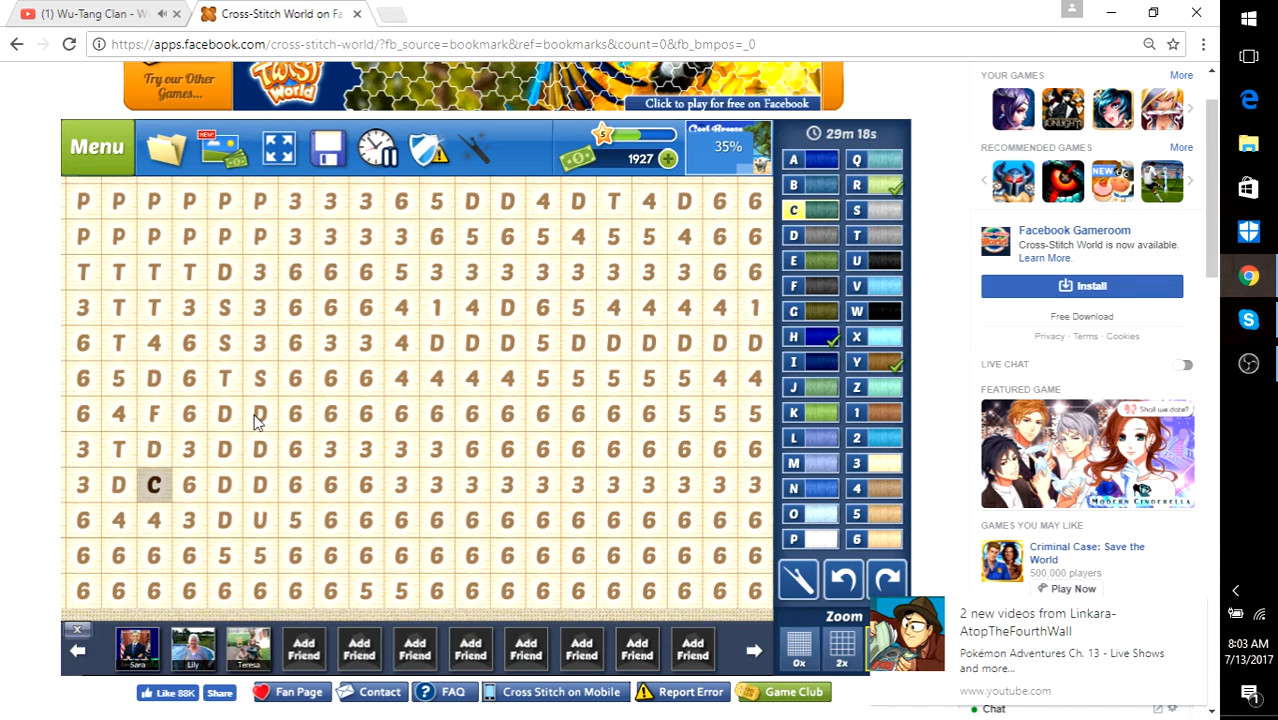 (1) Wu-Tang Clan - W
Cross-Stitch World on Fa
https://apps.facebook.com/cross-stitch-world/?fb_source=bookmark&ref=bookmarks&count=0&fb_bmpos=_0
Try our Other
Games...
TWIST
World
Click to play for free on Facebook
Menu
NEW!
5
1927
Cool Breeze
35%
29m 18s
P P P P P P 3 3 3 6 5 D D 4 D T 4 D 6 6
P P P P P P 3 3 3 3 6 5 6 5 4 5 5 4 6 6
T T T T D 3 6 6 6 5 3 3 3 3 3 3 3 3 6 6
3 T T 3 S 3 6 6 6 4 1 4 D 6 5 4 4 4 4 1
6 T 4 6 S 3 6 3 3 4 D D D 5 D D D D D D
6 5 D 6 T S 6 6 6 4 4 4 4 5 5 5 5 5 4 4
6 4 F 6 D D 6 6 6 6 6 6 6 6 6 6 6 5 5 5
3 T D 3 D D 6 3 3 3 6 6 6 6 6 6 6 6 6 6
3 D C 6 D D 6 6 6 3 3 3 3 3 3 3 3 3 3 3
6 4 4 3 D U 5 6 6 6 6 6 6 6 6 6 6 6 6 6
6 6 6 6 5 5 6 6 6 6 6 6 6 6 6 6 6 6 6 6
6 6 6 6 6 6 6 6 6 5 6 6 6 6 6 6 6 6 6 6
A Q
B R
C S
D T
E U
F V
G W
H X
I Y
J Z
K 1
L 2
M 3
N 4
O 5
P 6
Zoom
0x 2x
X
Sara
Lily
Teresa
Add Friend
Add Friend
Add Friend
Add Friend
Add Friend
Add Friend
Add Friend
Add Friend
Like 88K
Share
Fan Page
Contact
FAQ
Cross Stitch on Mobile
Report Error
Game Club
YOUR GAMES More
RECOMMENDED GAMES More
NEW
Facebook Gameroom
Cross-Stitch World is now available.
Learn More.
Install
Free Download
Privacy · Terms · Cookies
LIVE CHAT
FEATURED GAME
Shall we date?
MODERN CINDERELLA
GAMES YOU MAY LIKE
Criminal Case: Save the
World
500,000 players
Play Now
2 new videos from Linkara-
AtopTheFourthWall
Pokémon Adventures Ch. 13 - Live Shows
and more...
www.youtube.com
Chat
8:03 AM
7/13/2017
1